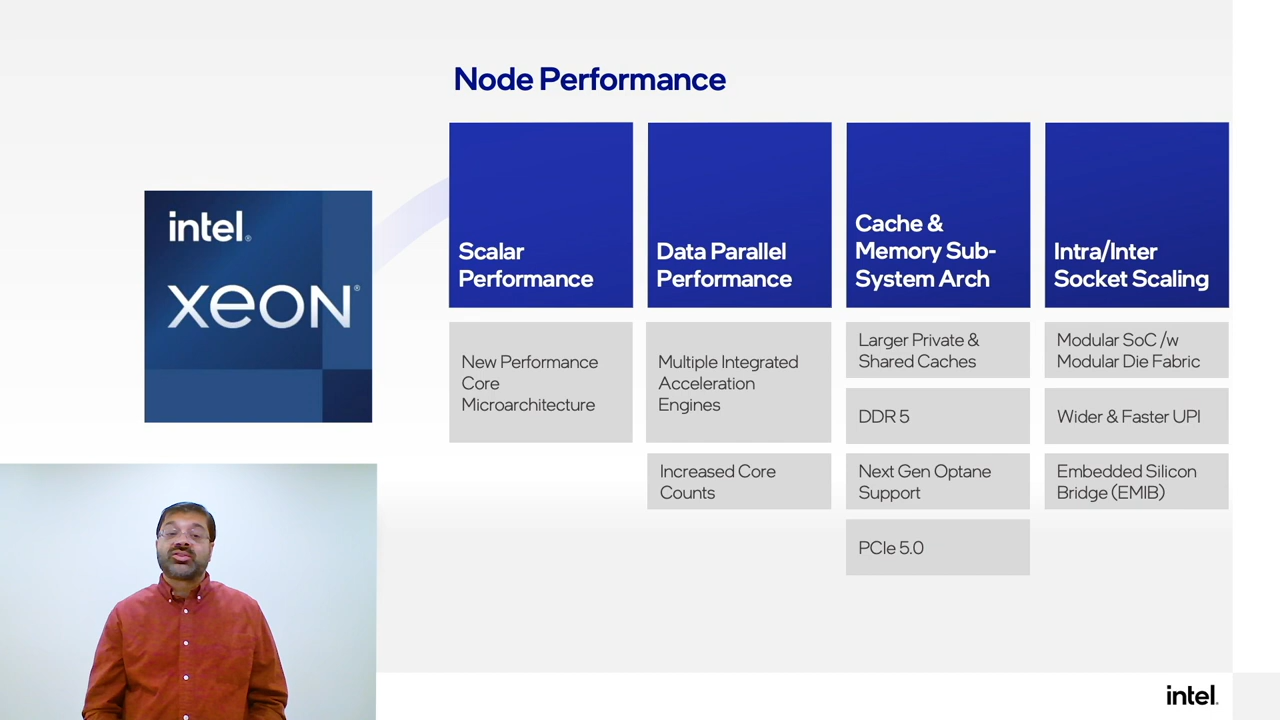 Node Performance
intel®
xeon®
Scalar
Performance
New Performance
Core
Microarchitecture
Data Parallel
Performance
Multiple Integrated
Acceleration
Engines
Increased Core
Counts
Cache &
Memory Sub-
System Arch
Larger Private &
Shared Caches
DDR 5
Next Gen Optane
Support
PCIe 5.0
Intra/Inter
Socket Scaling
Modular SoC /w
Modular Die Fabric
Wider & Faster UPI
Embedded Silicon
Bridge (EMIB)
intel.